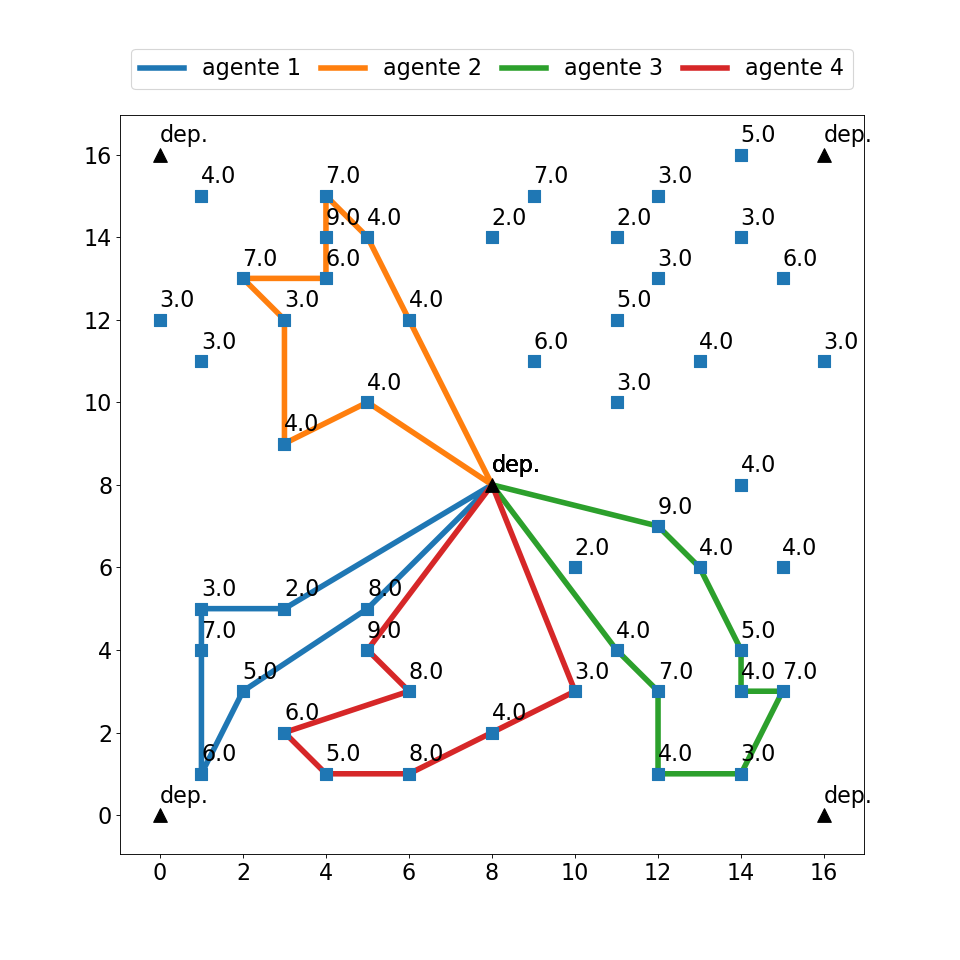 agente 1 agente 2 agente 3 agente 4
dep. 5.0 dep.
16
4.0 7.0 7.0 3.0
9.0 4.0 2.0 2.0 3.0
14
7.0 6.0 3.0 6.0
3.0 3.0 4.0 5.0
12
3.0 6.0 4.0 3.0
4.0 3.0
10
4.0
dep. 4.0
8
9.0
2.0 4.0 4.0
6
3.0 2.0 8.0
7.0 9.0 4.0 5.0
4
5.0 8.0 3.0 7.0 4.0 7.0
6.0 4.0
2
6.0 5.0 8.0 4.0 3.0
dep. dep.
0
0 2 4 6 8 10 12 14 16